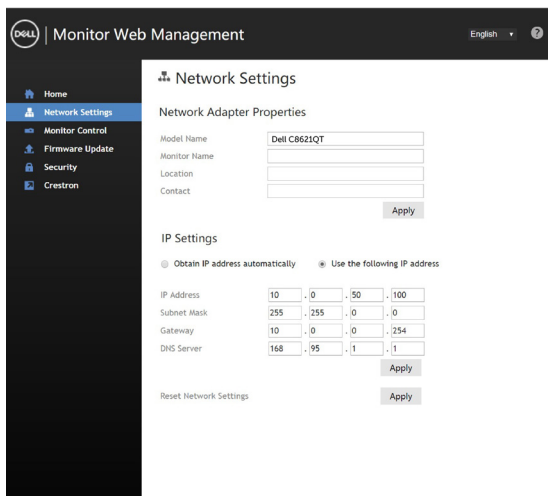 DELL | Monitor Web Management
English ▾ ?
Home
Network Settings
Monitor Control
Firmware Update
Security
Crestron
Network Settings
Network Adapter Properties
Model Name Dell C8621QT
Monitor Name
Location
Contact
Apply
IP Settings
Obtain IP address automatically Use the following IP address
IP Address 10 . 0 . 50 . 100
Subnet Mask 255 . 255 . 0 . 0
Gateway 10 . 0 . 0 . 254
DNS Server 168 . 95 . 1 . 1
Apply
Reset Network Settings Apply